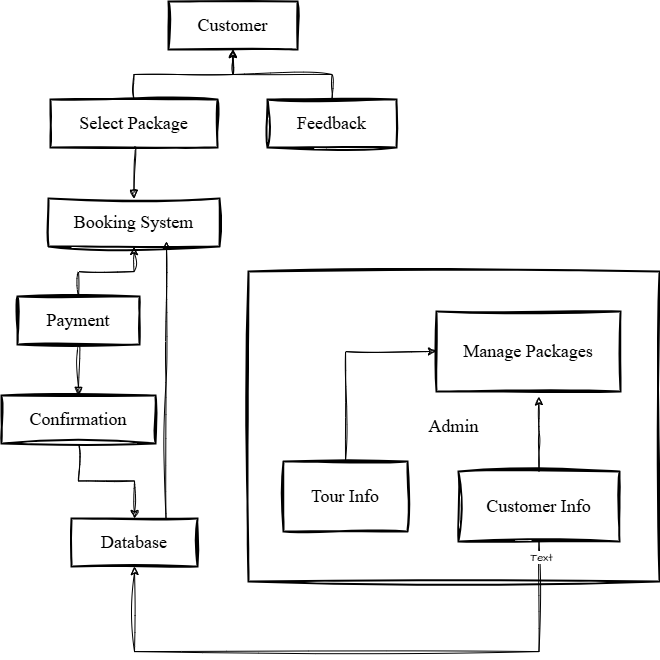 Customer
Select Package
Feedback
Booking System
Payment
Manage Packages
Confirmation
Admin
Tour Info
Customer Info
Database
Text